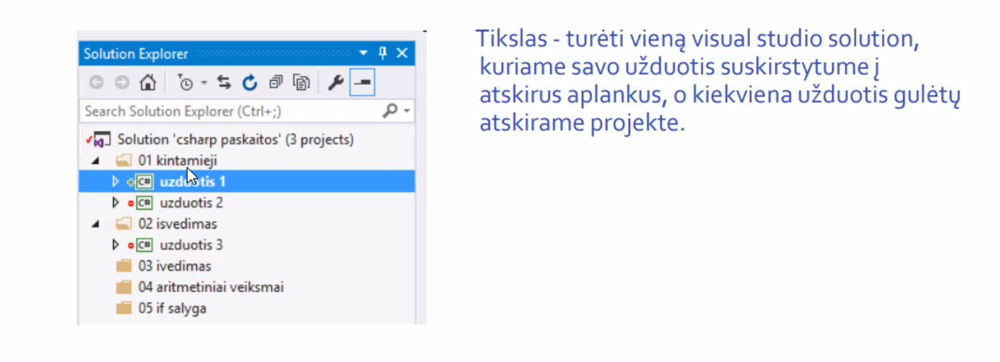 Solution Explorer
Search Solution Explorer (Ctrl+;)
Solution 'csharp paskaitos' (3 projects)
01 kintamieji
C# uzduotis 1
C# uzduotis 2
02 isvedimas
C# uzduotis 3
03 ivedimas
04 aritmetiniai veiksmai
05 if salyga
Tikslas - turėti vieną visual studio solution,
kuriame savo užduotis suskirstytume į
atskirus aplankus, o kiekviena užduotis gulėtų
atskirame projekte.